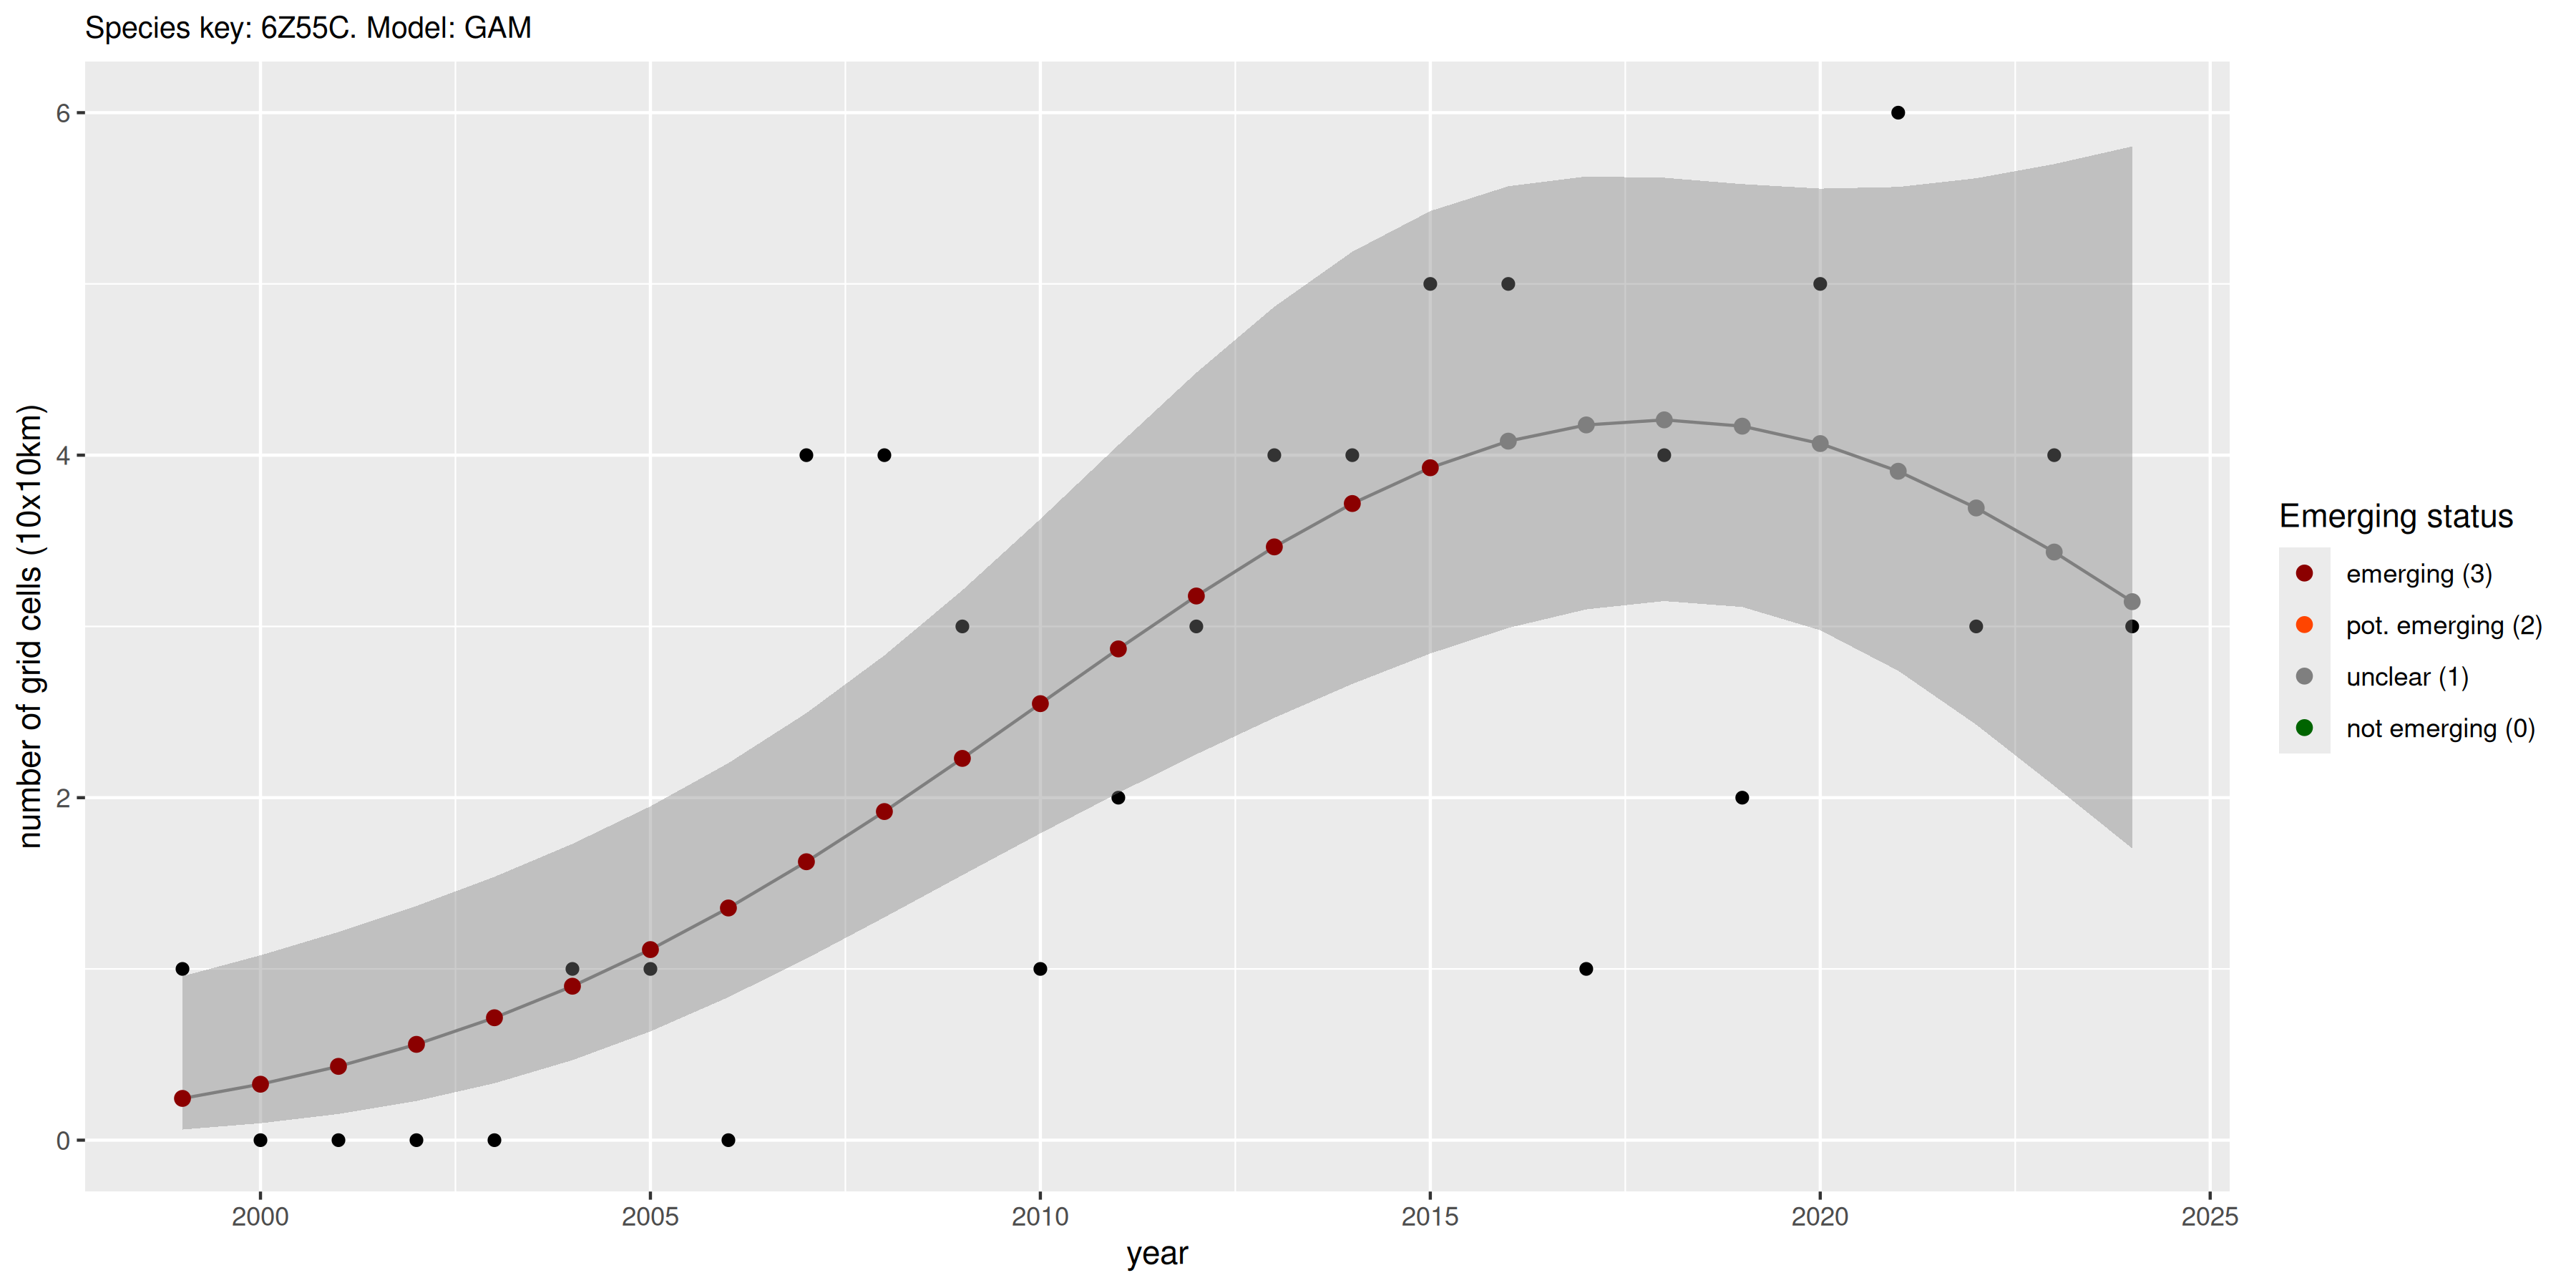 Species key: 6Z55C. Model: GAM
number of grid cells (10x10km)
6
4
2
0
2000
2005
2010
2015
2020
2025
year
Emerging status
emerging (3)
pot. emerging (2)
unclear (1)
not emerging (0)